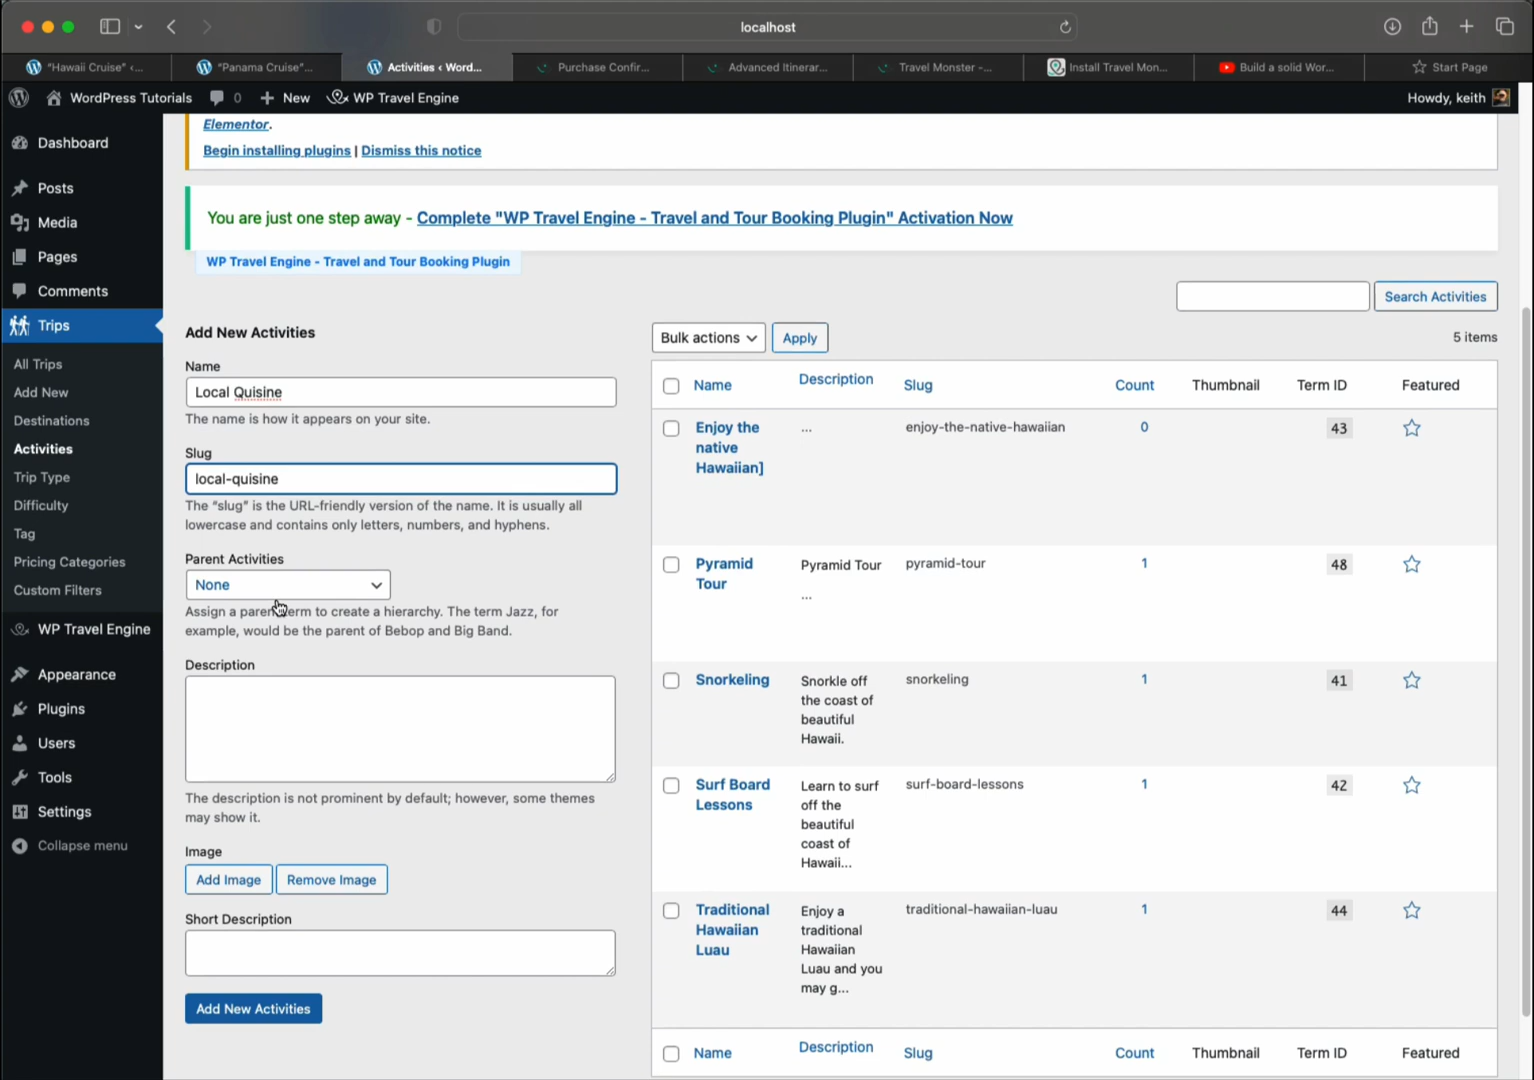 localhost
"Hawaii Cruise" <...
"Panama Cruise"...
Activities ‹ Word...
Purchase Confir...
Advanced Itinerar...
Travel Monster -...
Install Travel Mon...
Build a solid Wor...
Start Page
WordPress Tutorials
0
New
WP Travel Engine
Howdy, keith
Dashboard
Posts
Media
Pages
Comments
Trips
All Trips
Add New
Destinations
Activities
Trip Type
Difficulty
Tag
Pricing Categories
Custom Filters
WP Travel Engine
Appearance
Plugins
Users
Tools
Settings
Collapse menu
Elementor.
Begin installing plugins | Dismiss this notice
You are just one step away - Complete "WP Travel Engine - Travel and Tour Booking Plugin" Activation Now
WP Travel Engine - Travel and Tour Booking Plugin
Search Activities
Add New Activities
Name
Local Quisine
The name is how it appears on your site.
Slug
local-quisine
The “slug” is the URL-friendly version of the name. It is usually all
lowercase and contains only letters, numbers, and hyphens.
Parent Activities
None
Assign a parent term to create a hierarchy. The term Jazz, for
example, would be the parent of Bebop and Big Band.
Description
The description is not prominent by default; however, some themes
may show it.
Image
Add Image
Remove Image
Short Description
Add New Activities
Bulk actions
Apply
5 items
Name
Description
Slug
Count
Thumbnail
Term ID
Featured
Enjoy the
native
Hawaiian]
...
enjoy-the-native-hawaiian
0
43
Pyramid
Tour
Pyramid Tour
...
pyramid-tour
1
48
Snorkeling
Snorkle off
the coast of
beautiful
Hawaii.
snorkeling
1
41
Surf Board
Lessons
Learn to surf
off the
beautiful
coast of
Hawaii...
surf-board-lessons
1
42
Traditional
Hawaiian
Luau
Enjoy a
traditional
Hawaiian
Luau and you
may g...
traditional-hawaiian-luau
1
44
Name
Description
Slug
Count
Thumbnail
Term ID
Featured